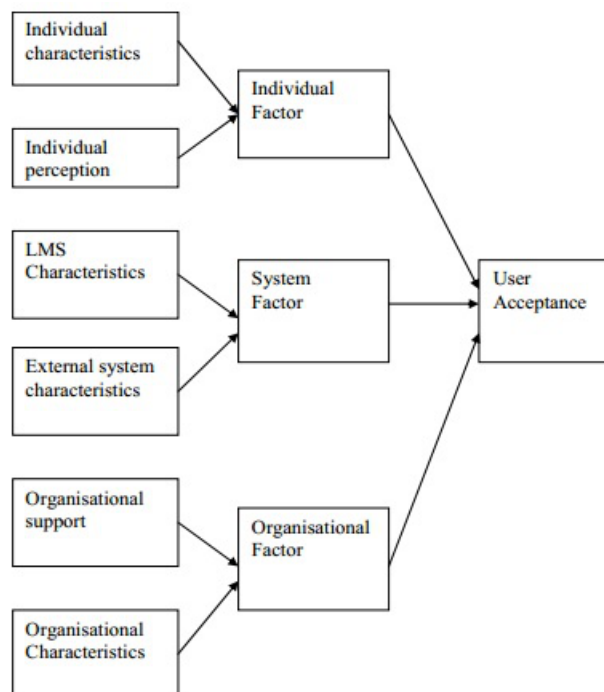 Individual
characteristics
Individual
perception
LMS
Characteristics
External system
characteristics
Organisational
support
Organisational
Characteristics
Individual
Factor
System
Factor
Organisational
Factor
User
Acceptance